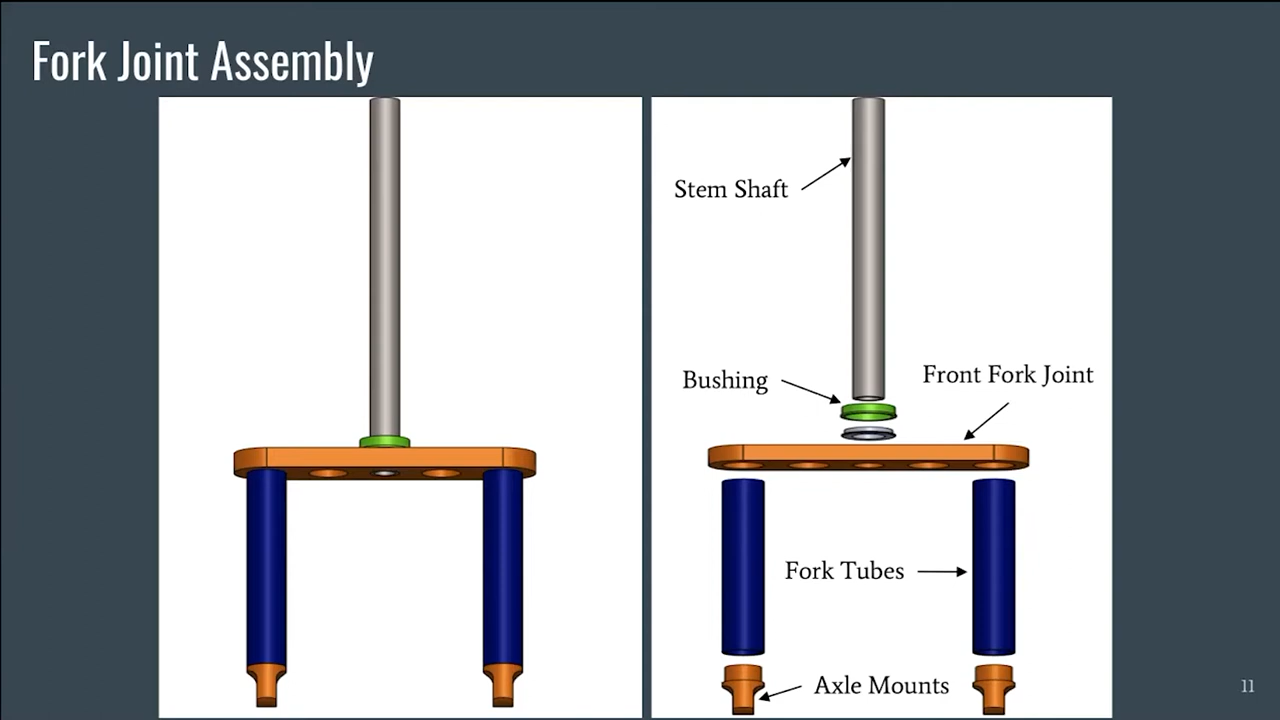 Fork Joint Assembly
Stem Shaft
Bushing
Front Fork Joint
Fork Tubes
Axle Mounts
11